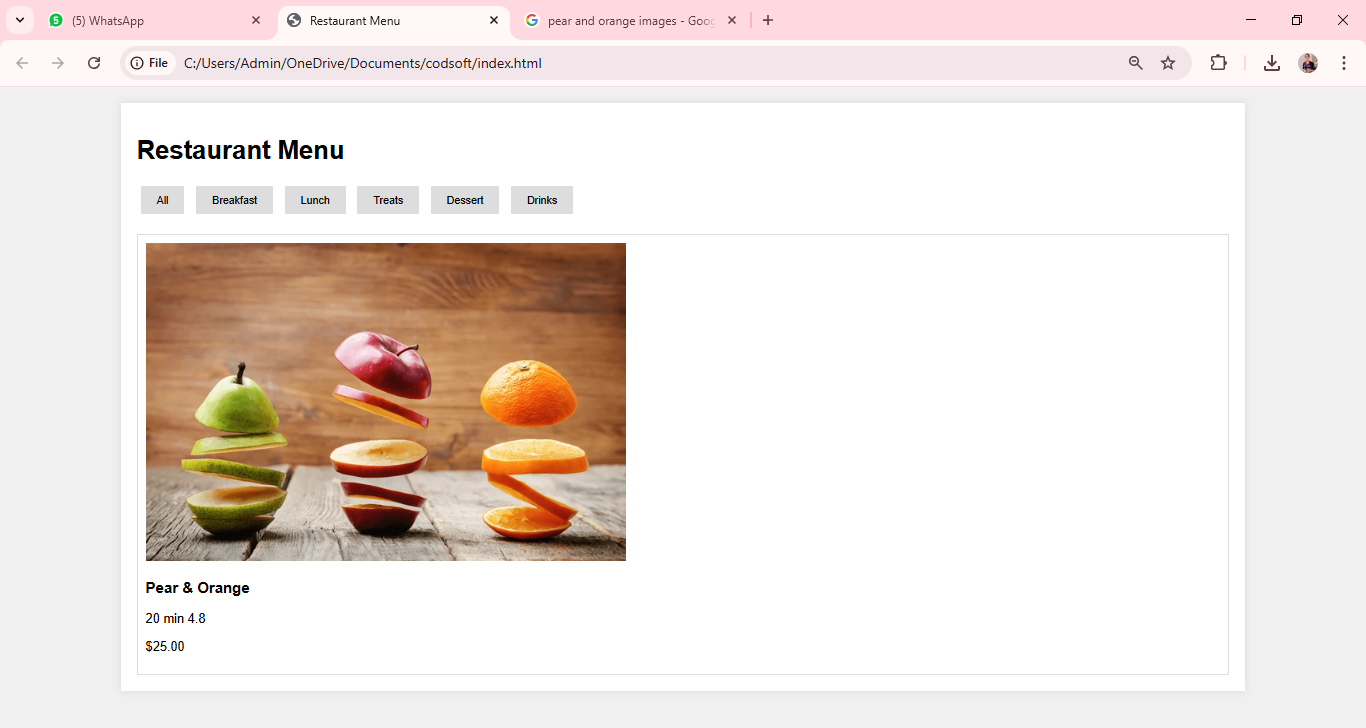 5 (5) WhatsApp
Restaurant Menu
pear and orange images - Goog
File
C:/Users/Admin/OneDrive/Documents/codsoft/index.html
Restaurant Menu
All Breakfast Lunch Treats Dessert Drinks
Pear & Orange
20 min 4.8
$25.00